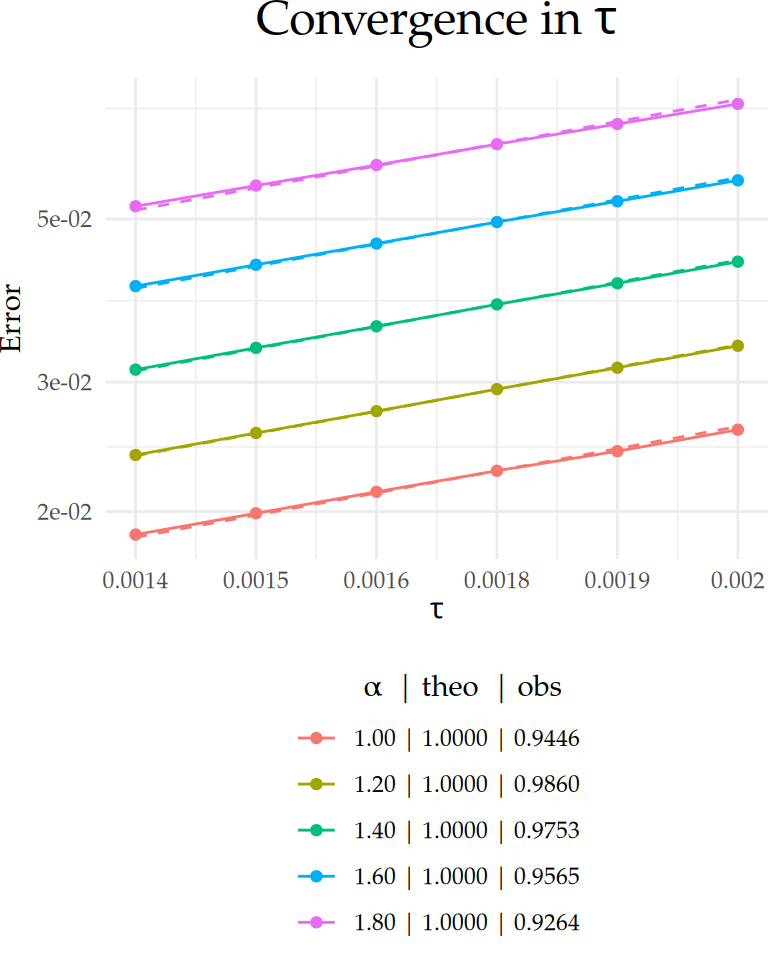 Convergence in τ
Error
5e-02
3e-02
2e-02
0.0014 0.0015 0.0016 0.0018 0.0019 0.002
τ
α | theo | obs
1.00 | 1.0000 | 0.9446
1.20 | 1.0000 | 0.9860
1.40 | 1.0000 | 0.9753
1.60 | 1.0000 | 0.9565
1.80 | 1.0000 | 0.9264